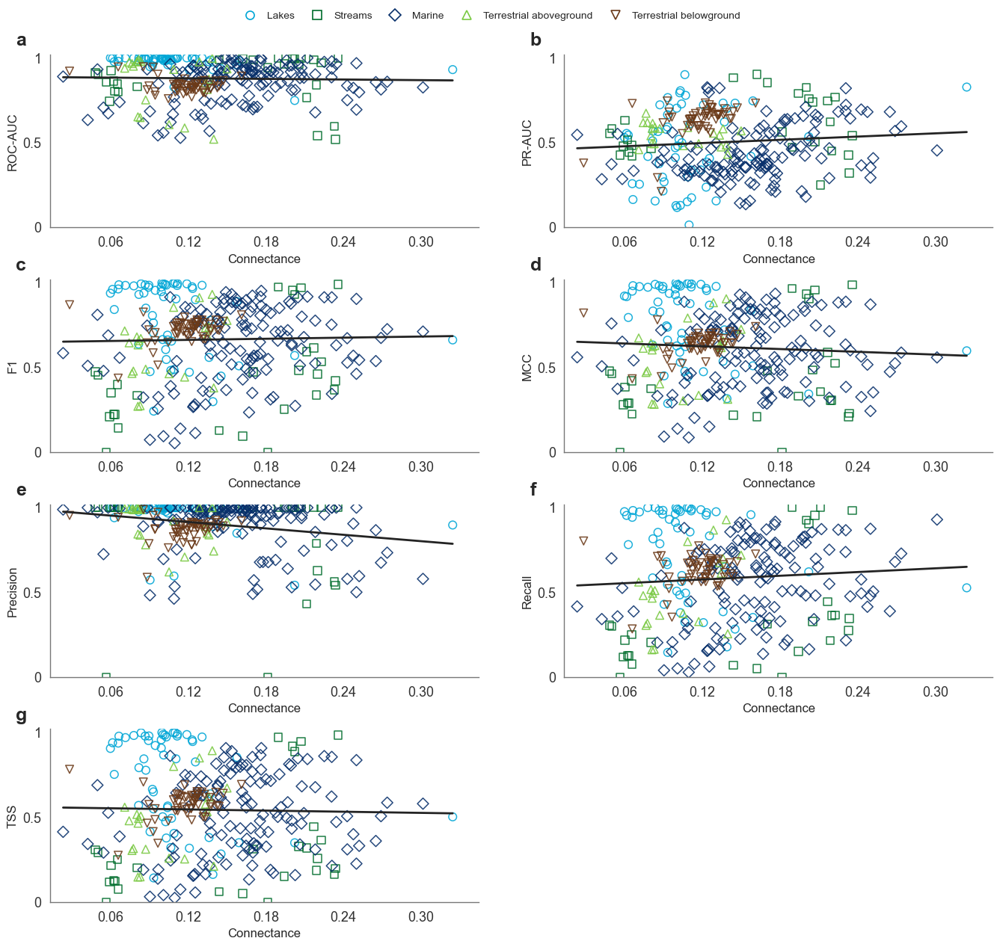 Lakes Streams Marine Terrestrial aboveground Terrestrial belowground
a b
1 1
0.5 0.5
0 0
ROC-AUC PR-AUC
0.06 0.12 0.18 0.24 0.30 0.06 0.12 0.18 0.24 0.30
Connectance Connectance
c d
1 1
0.5 0.5
0 0
F1 MCC
0.06 0.12 0.18 0.24 0.30 0.06 0.12 0.18 0.24 0.30
Connectance Connectance
e f
1 1
0.5 0.5
0 0
Precision Recall
0.06 0.12 0.18 0.24 0.30 0.06 0.12 0.18 0.24 0.30
Connectance Connectance
g
1
0.5
0
TSS
0.06 0.12 0.18 0.24 0.30
Connectance